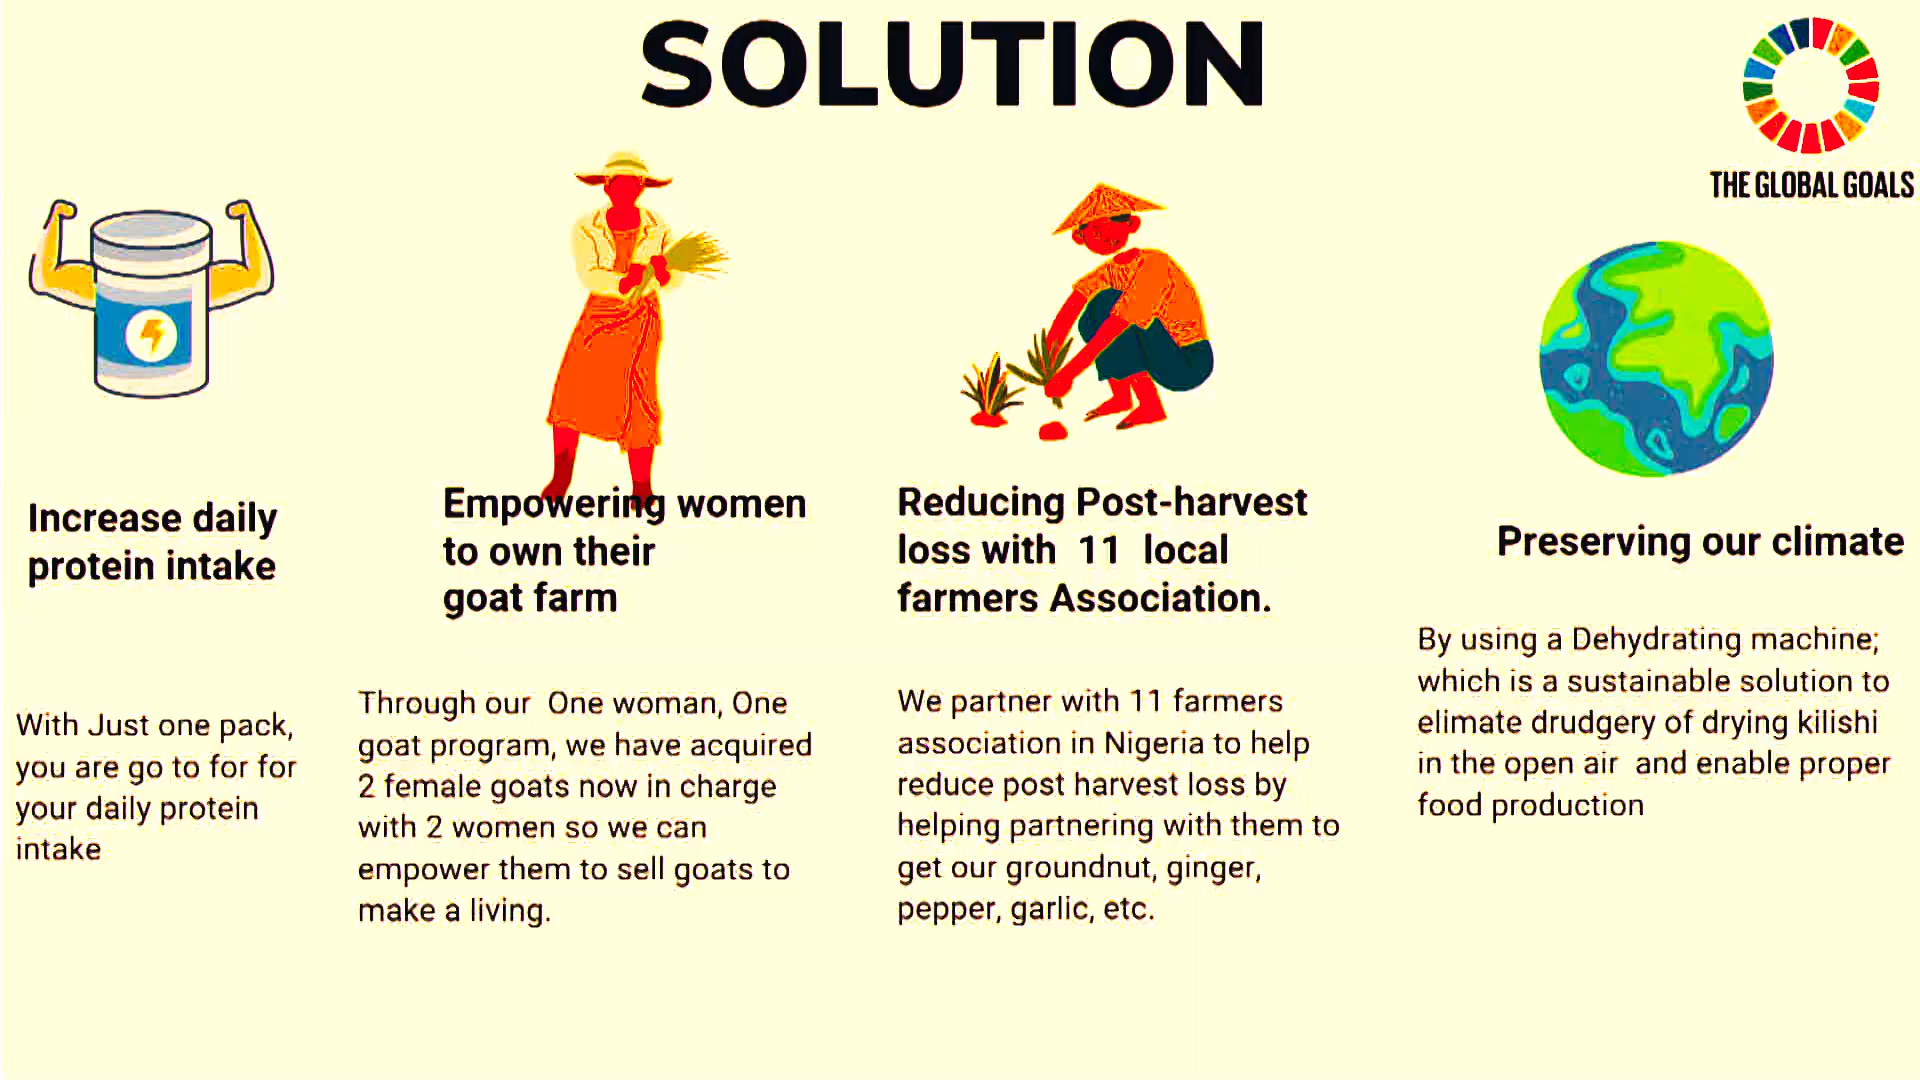 SOLUTION
THE GLOBAL GOALS
Increase daily
protein intake
With Just one pack,
you are go to for for
your daily protein
intake
Empowering women
to own their
goat farm
Through our One woman, One
goat program, we have acquired
2 female goats now in charge
with 2 women so we can
empower them to sell goats to
make a living.
Reducing Post-harvest
loss with 11 local
farmers Association.
We partner with 11 farmers
association in Nigeria to help
reduce post harvest loss by
helping partnering with them to
get our groundnut, ginger,
pepper, garlic, etc.
Preserving our climate
By using a Dehydrating machine;
which is a sustainable solution to
elimate drudgery of drying kilishi
in the open air and enable proper
food production